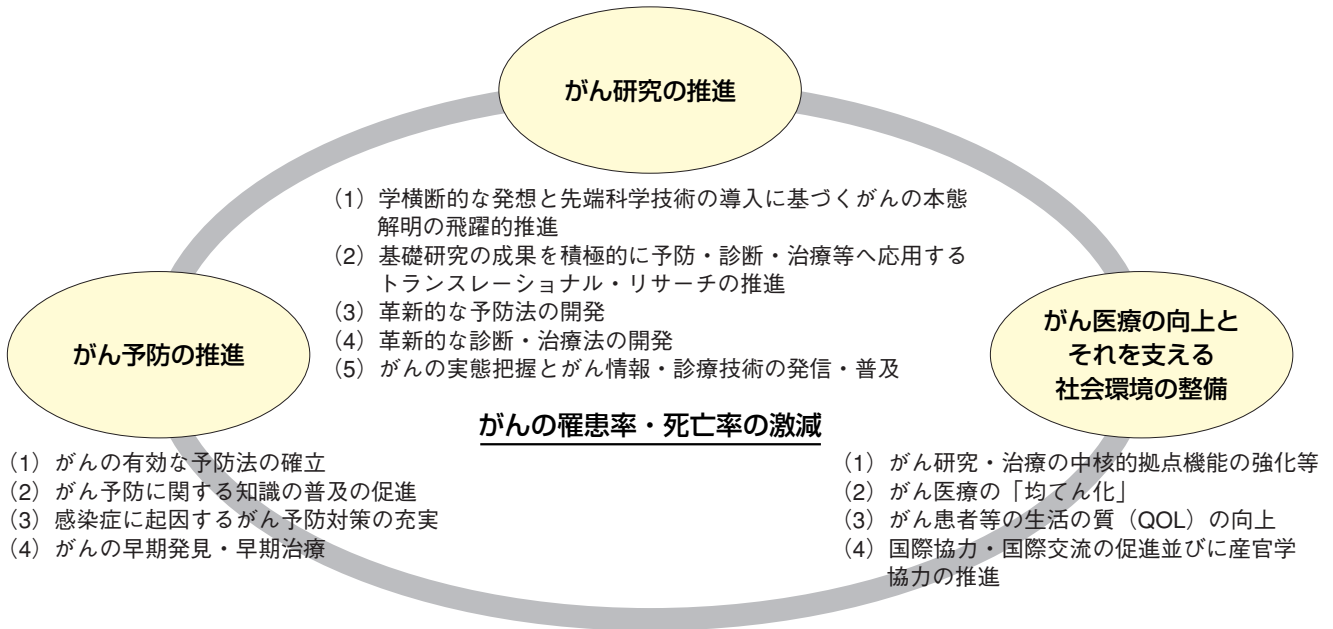 がん研究の推進
(1) 学横断的な発想と先端科学技術の導入に基づくがんの本態
解明の飛躍的推進
(2) 基礎研究の成果を積極的に予防・診断・治療等へ応用する
トランスレーショナル・リサーチの推進
(3) 革新的な予防法の開発
(4) 革新的な診断・治療法の開発
(5) がんの実態把握とがん情報・診療技術の発信・普及
がん予防の推進
がん医療の向上と
それを支える
社会環境の整備
がんの罹患率・死亡率の激減
(1) がんの有効な予防法の確立
(2) がん予防に関する知識の普及の促進
(3) 感染症に起因するがん予防対策の充実
(4) がんの早期発見・早期治療
(1) がん研究・治療の中核的拠点機能の強化等
(2) がん医療の「均てん化」
(3) がん患者等の生活の質（QOL）の向上
(4) 国際協力・国際交流の促進並びに産官学
協力の推進